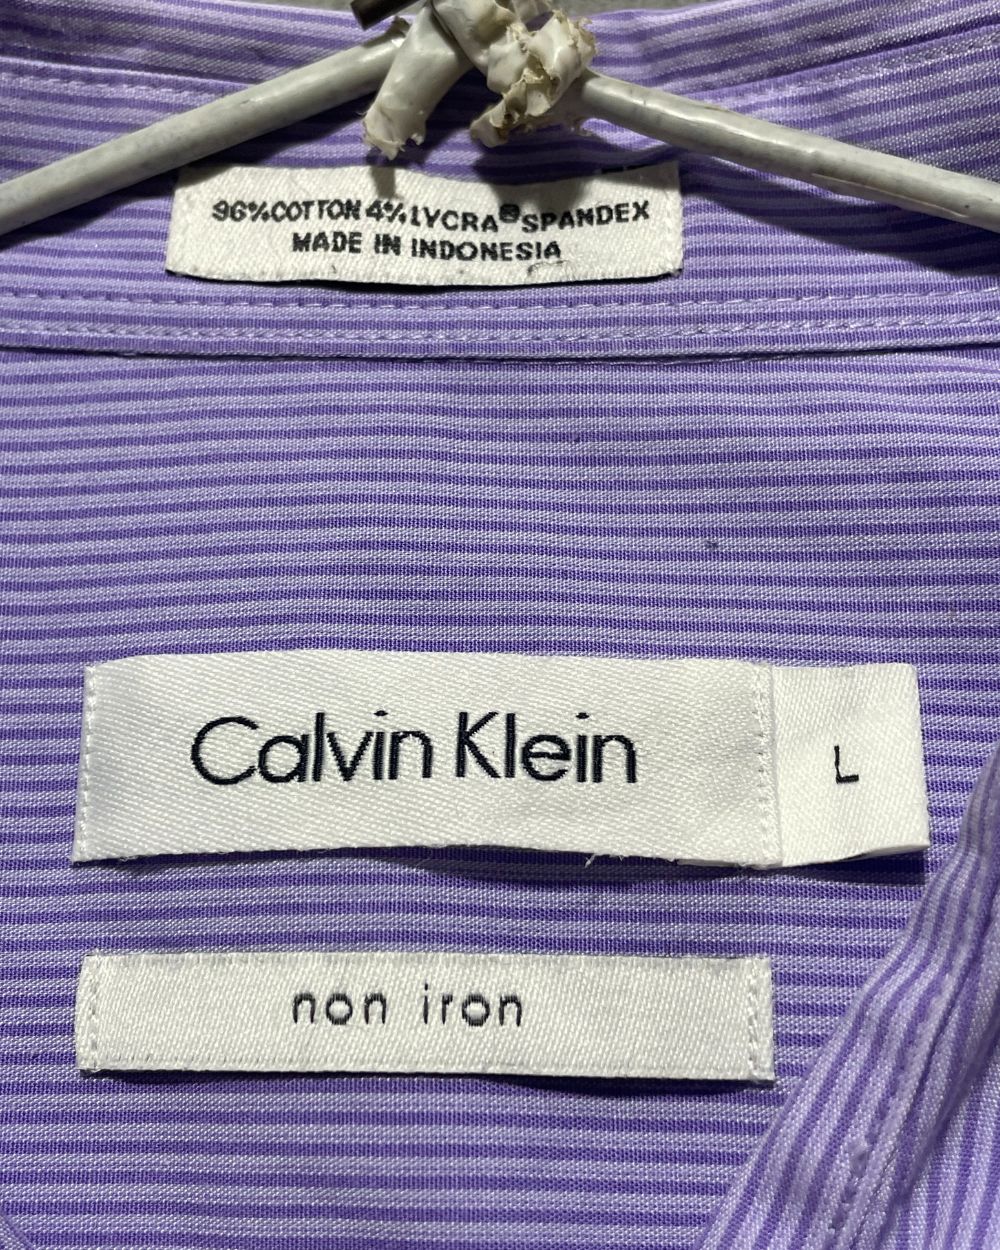 96%COTTON 4%LYCRA® SPANDEX
MADE IN INDONESIA
Calvin Klein
L
non iron